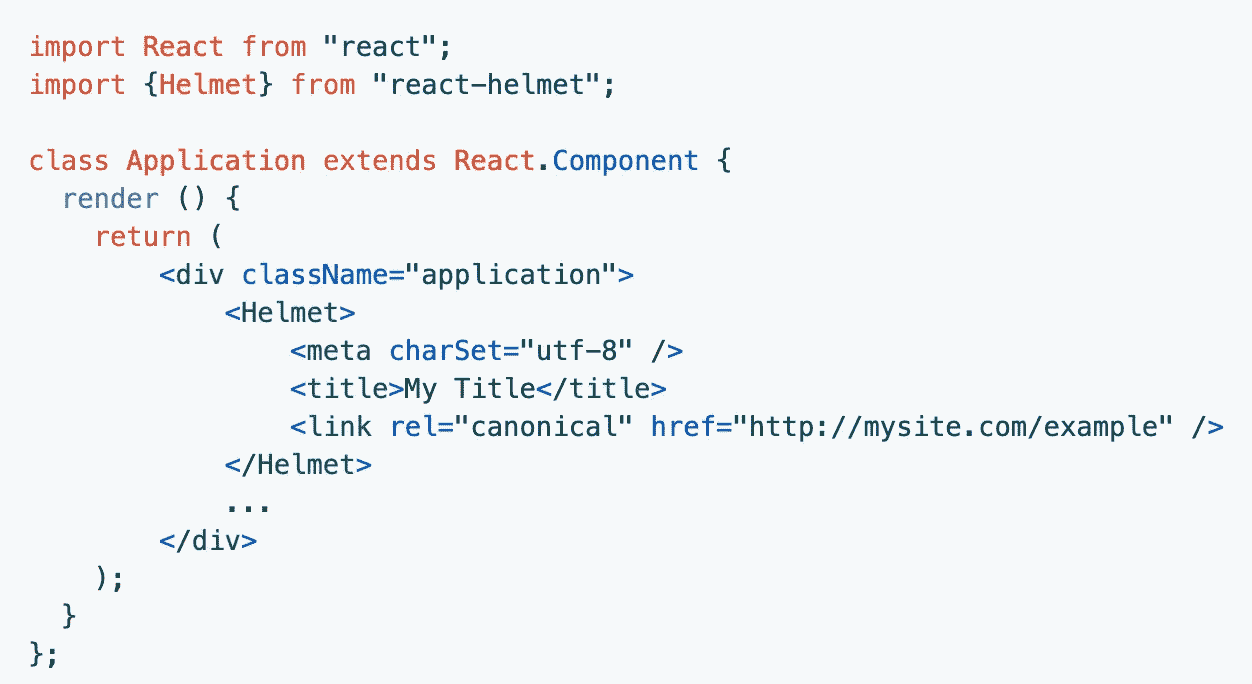 import React from "react";
import {Helmet} from "react-helmet";

class Application extends React.Component {
  render () {
    return (
        <div className="application">
            <Helmet>
                <meta charSet="utf-8" />
                <title>My Title</title>
                <link rel="canonical" href="http://mysite.com/example" />
            </Helmet>
            ...
        </div>
    );
  }
};